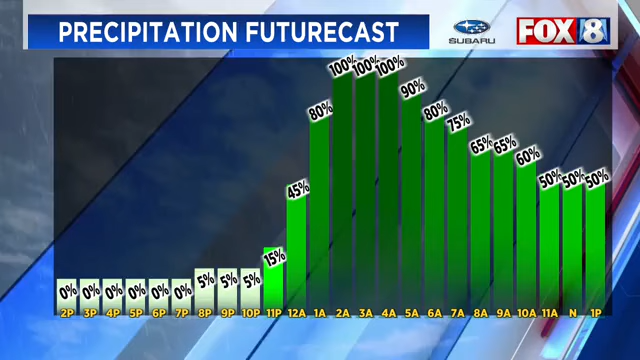 PRECIPITATION FUTURECAST
SUBARU
FOX 8
0% 0% 0% 0% 0% 0% 5% 5% 5% 15% 45% 80% 100% 100% 100% 90% 80% 75% 65% 65% 60% 50% 50% 50%
2P 3P 4P 5P 6P 7P 8P 9P 10P 11P 12A 1A 2A 3A 4A 5A 6A 7A 8A 9A 10A 11A N 1P